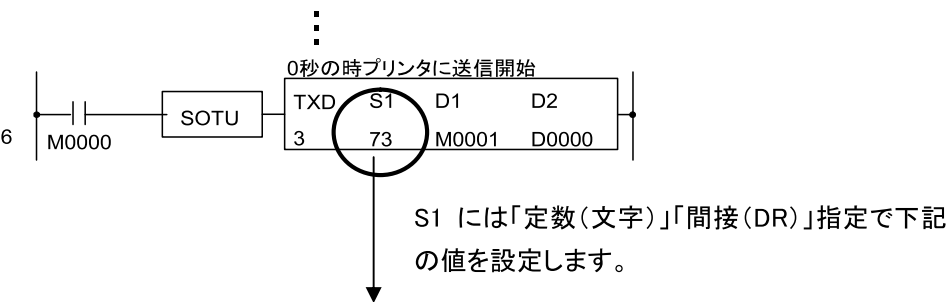 0秒の時プリンタに送信開始
TXD S1 D1 D2
SOTU
6
M0000
3 73 M0001 D0000
S1 には「定数(文字)」「間接(DR)」指定で下記
の値を設定します。